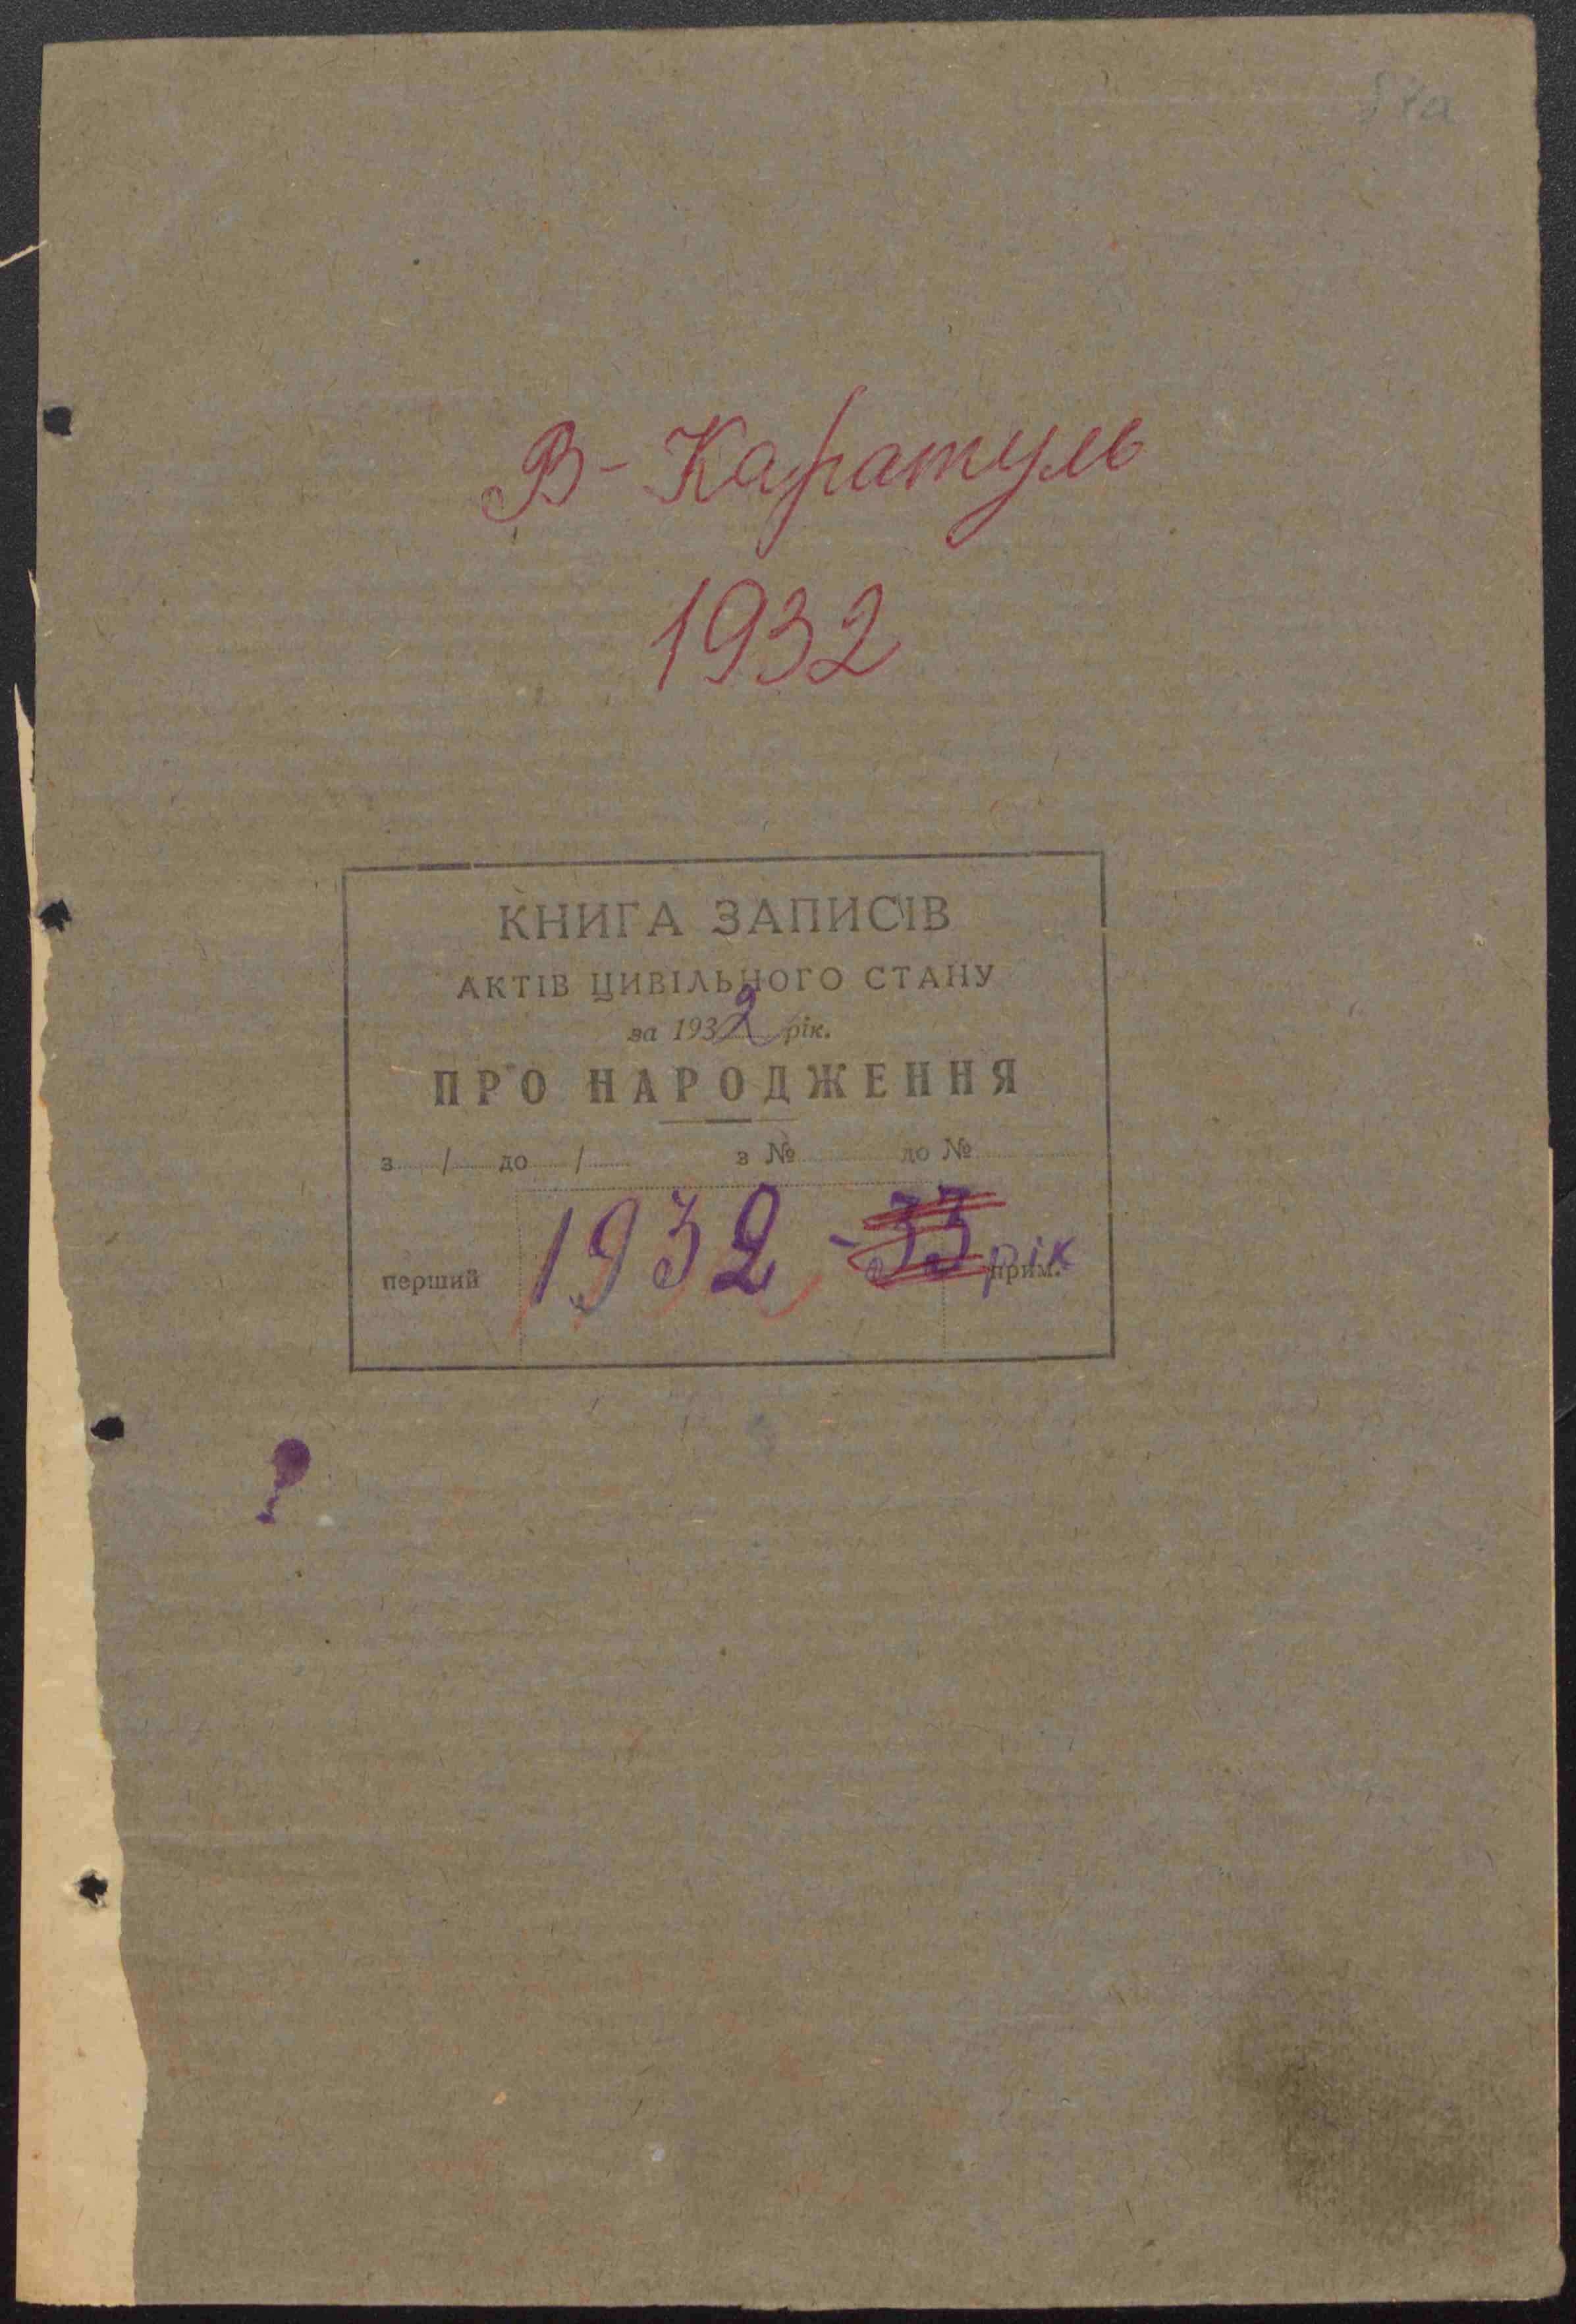 В-Каратуль
1932
КНИГА ЗАПИСІВ
АКТІВ ЦИВІЛЬНОГО СТАНУ
за 1932 рік.
ПРО НАРОДЖЕННЯ
з / до / з № до №
1932 - 33 рік
перший прим.